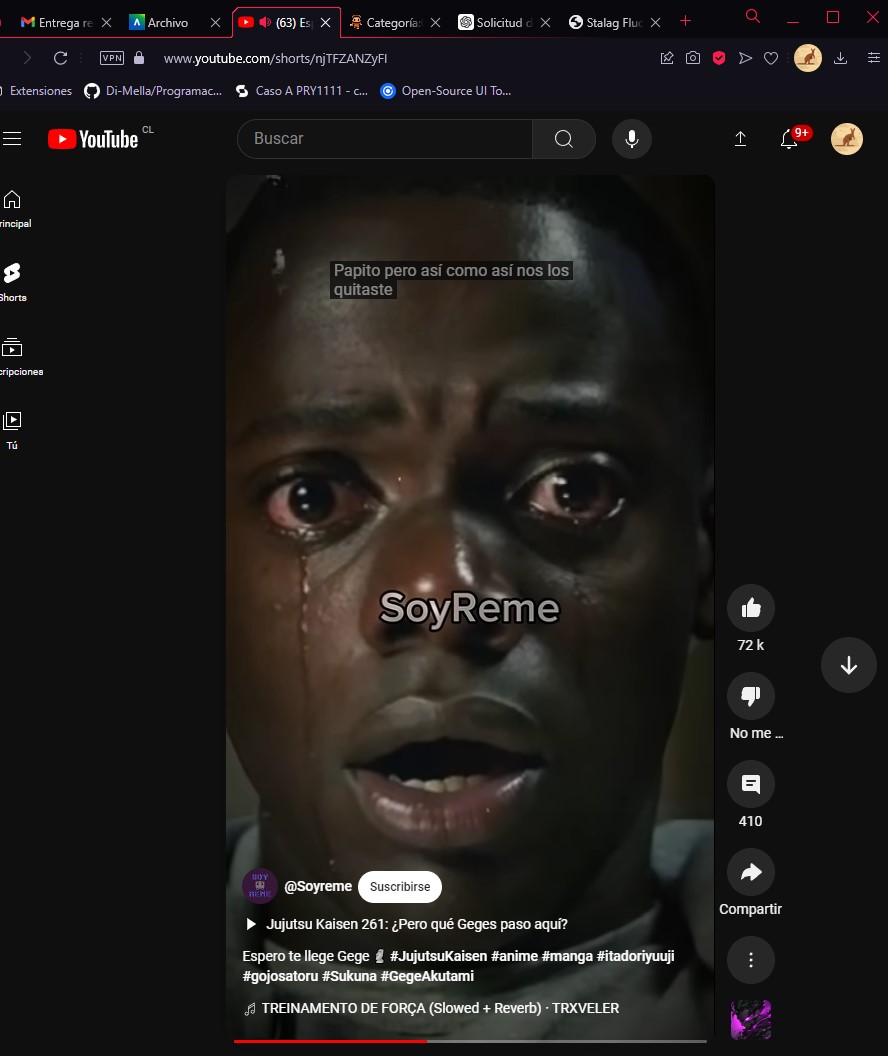 Entrega re
Archivo
(63) Es
Categoría
Solicitud d
Stalag Flu
VPN
www.youtube.com/shorts/njTFZANZyFI
Extensiones
Di-Mella/Programac...
Caso A PRY1111 - c...
Open-Source UI To...
YouTube CL
Buscar
9+
rincipal
Shorts
cripciones
Tú
Papito pero así como así nos los
quitaste
SoyReme
72 k
No me ...
410
Compartir
SOY
REME
@Soyreme
Suscribirse
Jujutsu Kaisen 261: ¿Pero qué Geges paso aquí?
Espero te llege Gege #JujutsuKaisen #anime #manga #itadoriyuuji
#gojosatoru #Sukuna #GegeAkutami
TREINAMENTO DE FORÇA (Slowed + Reverb) · TRXVELER